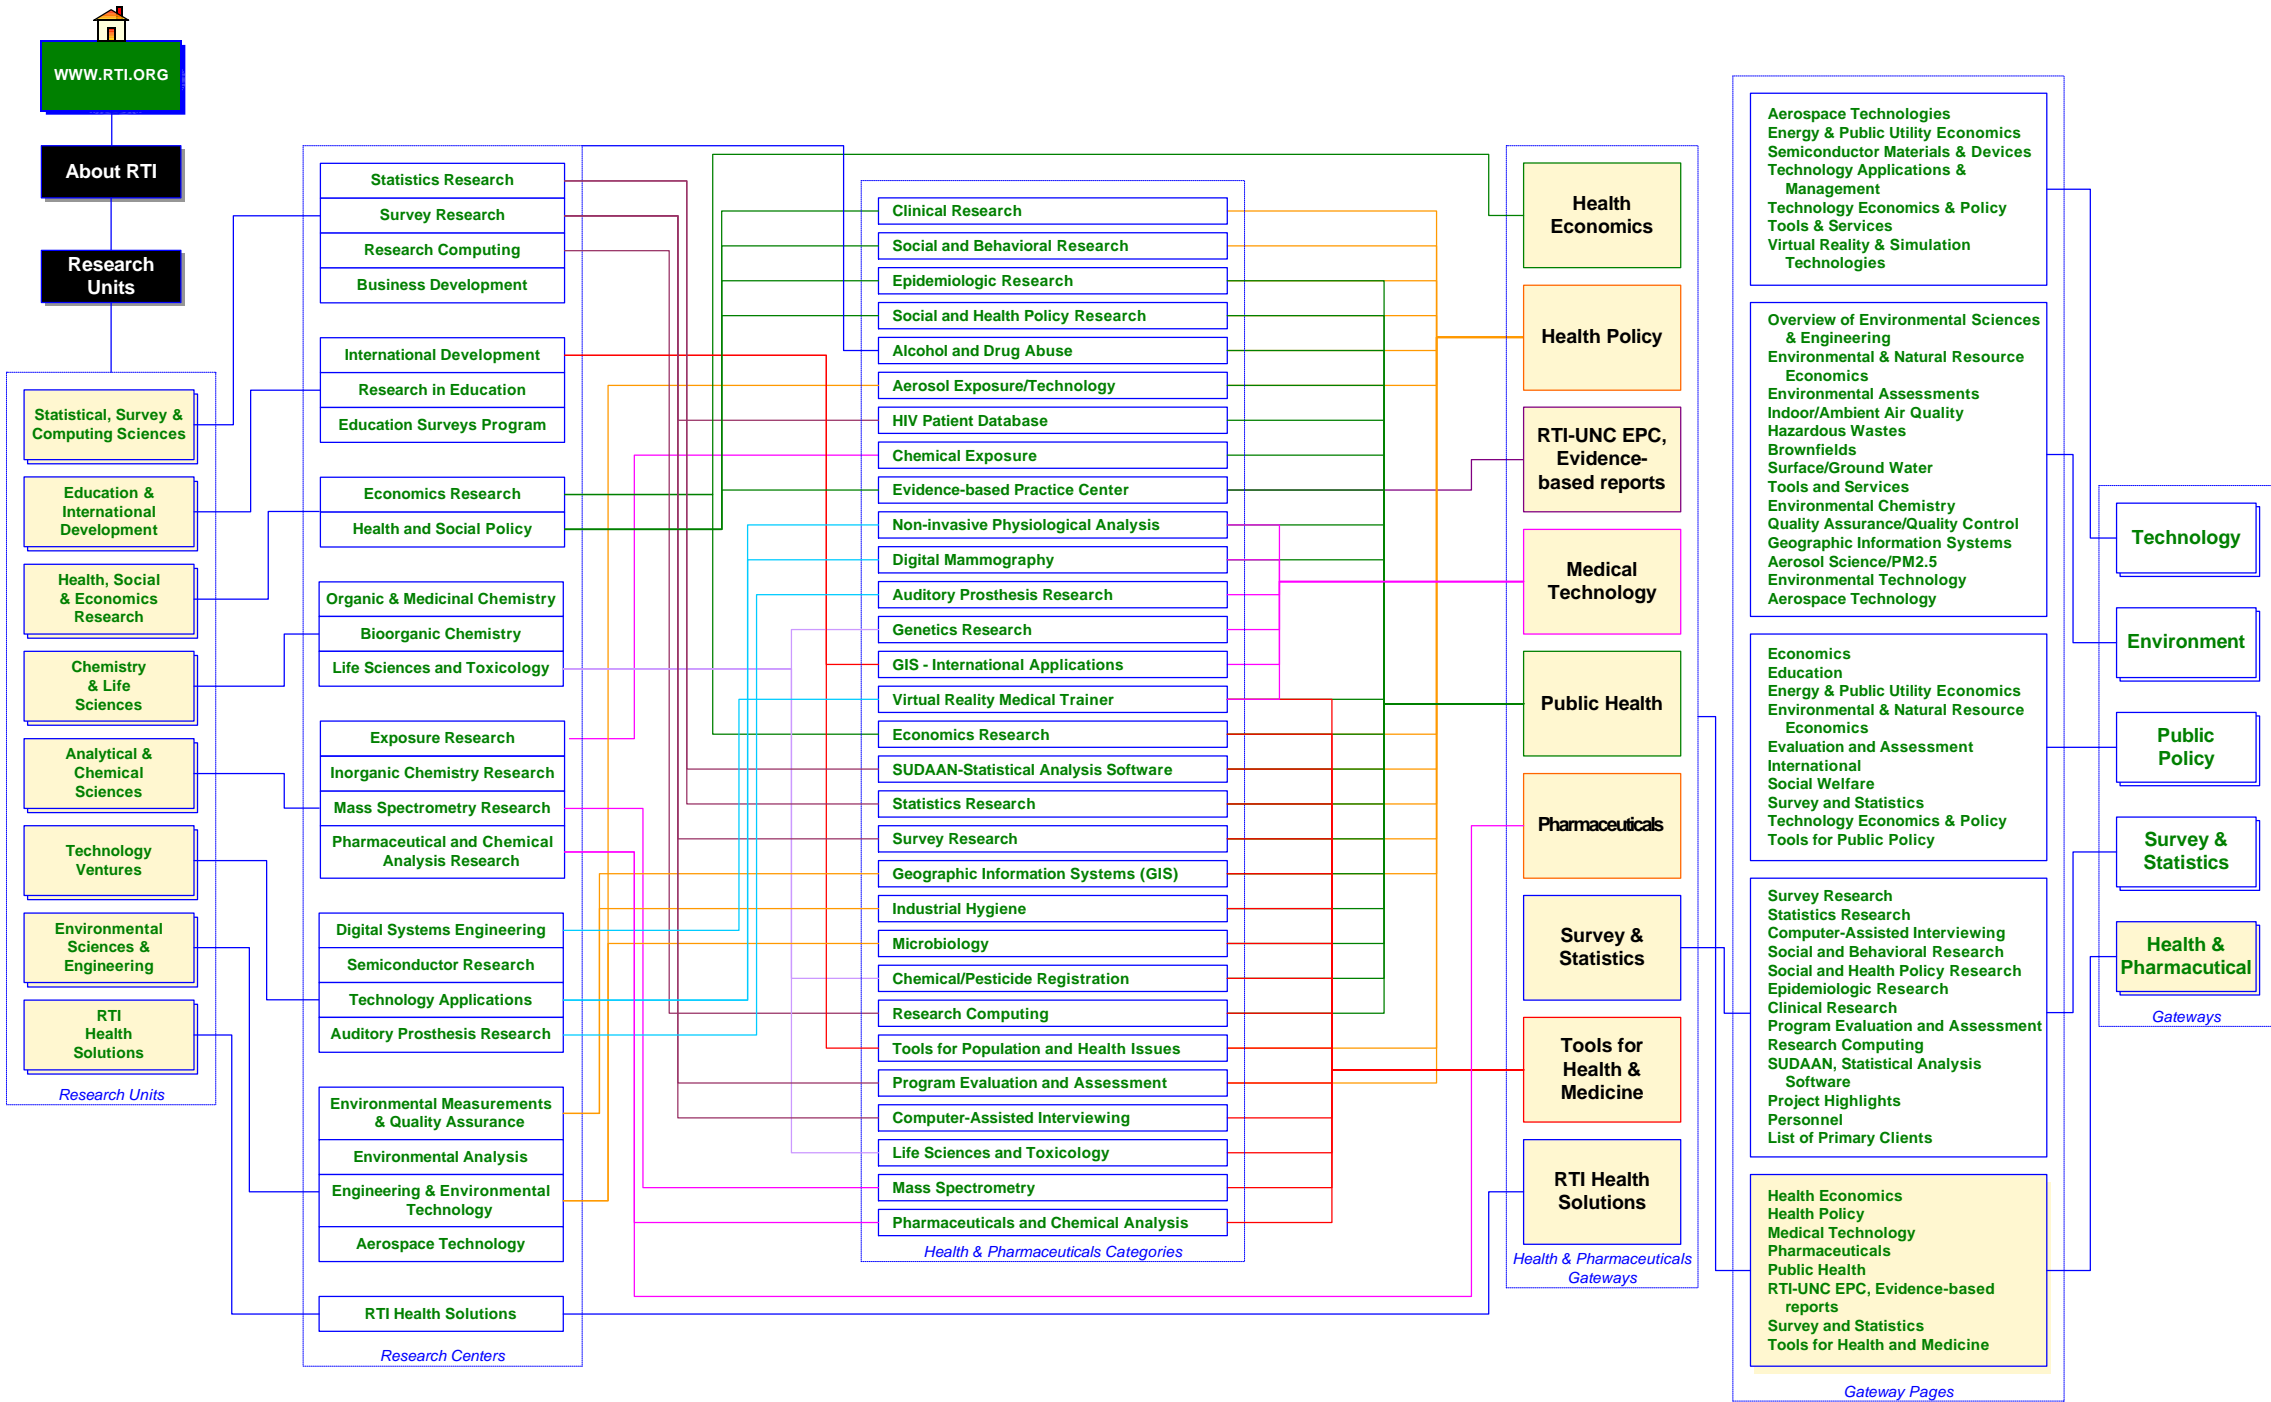 WWW.RTI.ORG
About RTI
Research
Units
Statistical, Survey &
Computing Sciences
Education &
International
Development
Health, Social
& Economics
Research
Chemistry
& Life
Sciences
Analytical &
Chemical
Sciences
Technology
Ventures
Environmental
Sciences &
Engineering
RTI
Health
Solutions
Research Units
Statistics Research
Survey Research
Research Computing
Business Development
International Development
Research in Education
Education Surveys Program
Economics Research
Health and Social Policy
Organic & Medicinal Chemistry
Bioorganic Chemistry
Life Sciences and Toxicology
Exposure Research
Inorganic Chemistry Research
Mass Spectrometry Research
Pharmaceutical and Chemical
Analysis Research
Digital Systems Engineering
Semiconductor Research
Technology Applications
Auditory Prosthesis Research
Environmental Measurements
& Quality Assurance
Environmental Analysis
Engineering & Environmental
Technology
Aerospace Technology
RTI Health Solutions
Research Centers
Clinical Research
Social and Behavioral Research
Epidemiologic Research
Social and Health Policy Research
Alcohol and Drug Abuse
Aerosol Exposure/Technology
HIV Patient Database
Chemical Exposure
Evidence-based Practice Center
Non-invasive Physiological Analysis
Digital Mammography
Auditory Prosthesis Research
Genetics Research
GIS - International Applications
Virtual Reality Medical Trainer
Economics Research
SUDAAN-Statistical Analysis Software
Statistics Research
Survey Research
Geographic Information Systems (GIS)
Industrial Hygiene
Microbiology
Chemical/Pesticide Registration
Research Computing
Tools for Population and Health Issues
Program Evaluation and Assessment
Computer-Assisted Interviewing
Life Sciences and Toxicology
Mass Spectrometry
Pharmaceuticals and Chemical Analysis
Health & Pharmaceuticals Categories
Health
Economics
Health Policy
RTI-UNC EPC,
Evidence-
based reports
Medical
Technology
Public Health
Pharmaceuticals
Survey &
Statistics
Tools for
Health &
Medicine
RTI Health
Solutions
Health & Pharmaceuticals
Gateways
Aerospace Technologies
Energy & Public Utility Economics
Semiconductor Materials & Devices
Technology Applications &
Management
Technology Economics & Policy
Tools & Services
Virtual Reality & Simulation
Technologies
Overview of Environmental Sciences
& Engineering
Environmental & Natural Resource
Economics
Environmental Assessments
Indoor/Ambient Air Quality
Hazardous Wastes
Brownfields
Surface/Ground Water
Tools and Services
Environmental Chemistry
Quality Assurance/Quality Control
Geographic Information Systems
Aerosol Science/PM2.5
Environmental Technology
Aerospace Technology
Economics
Education
Energy & Public Utility Economics
Environmental & Natural Resource
Economics
Evaluation and Assessment
International
Social Welfare
Survey and Statistics
Technology Economics & Policy
Tools for Public Policy
Survey Research
Statistics Research
Computer-Assisted Interviewing
Social and Behavioral Research
Social and Health Policy Research
Epidemiologic Research
Clinical Research
Program Evaluation and Assessment
Research Computing
SUDAAN, Statistical Analysis
Software
Project Highlights
Personnel
List of Primary Clients
Health Economics
Health Policy
Medical Technology
Pharmaceuticals
Public Health
RTI-UNC EPC, Evidence-based
reports
Survey and Statistics
Tools for Health and Medicine
Gateway Pages
Technology
Environment
Public
Policy
Survey &
Statistics
Health &
Pharmacutical
Gateways